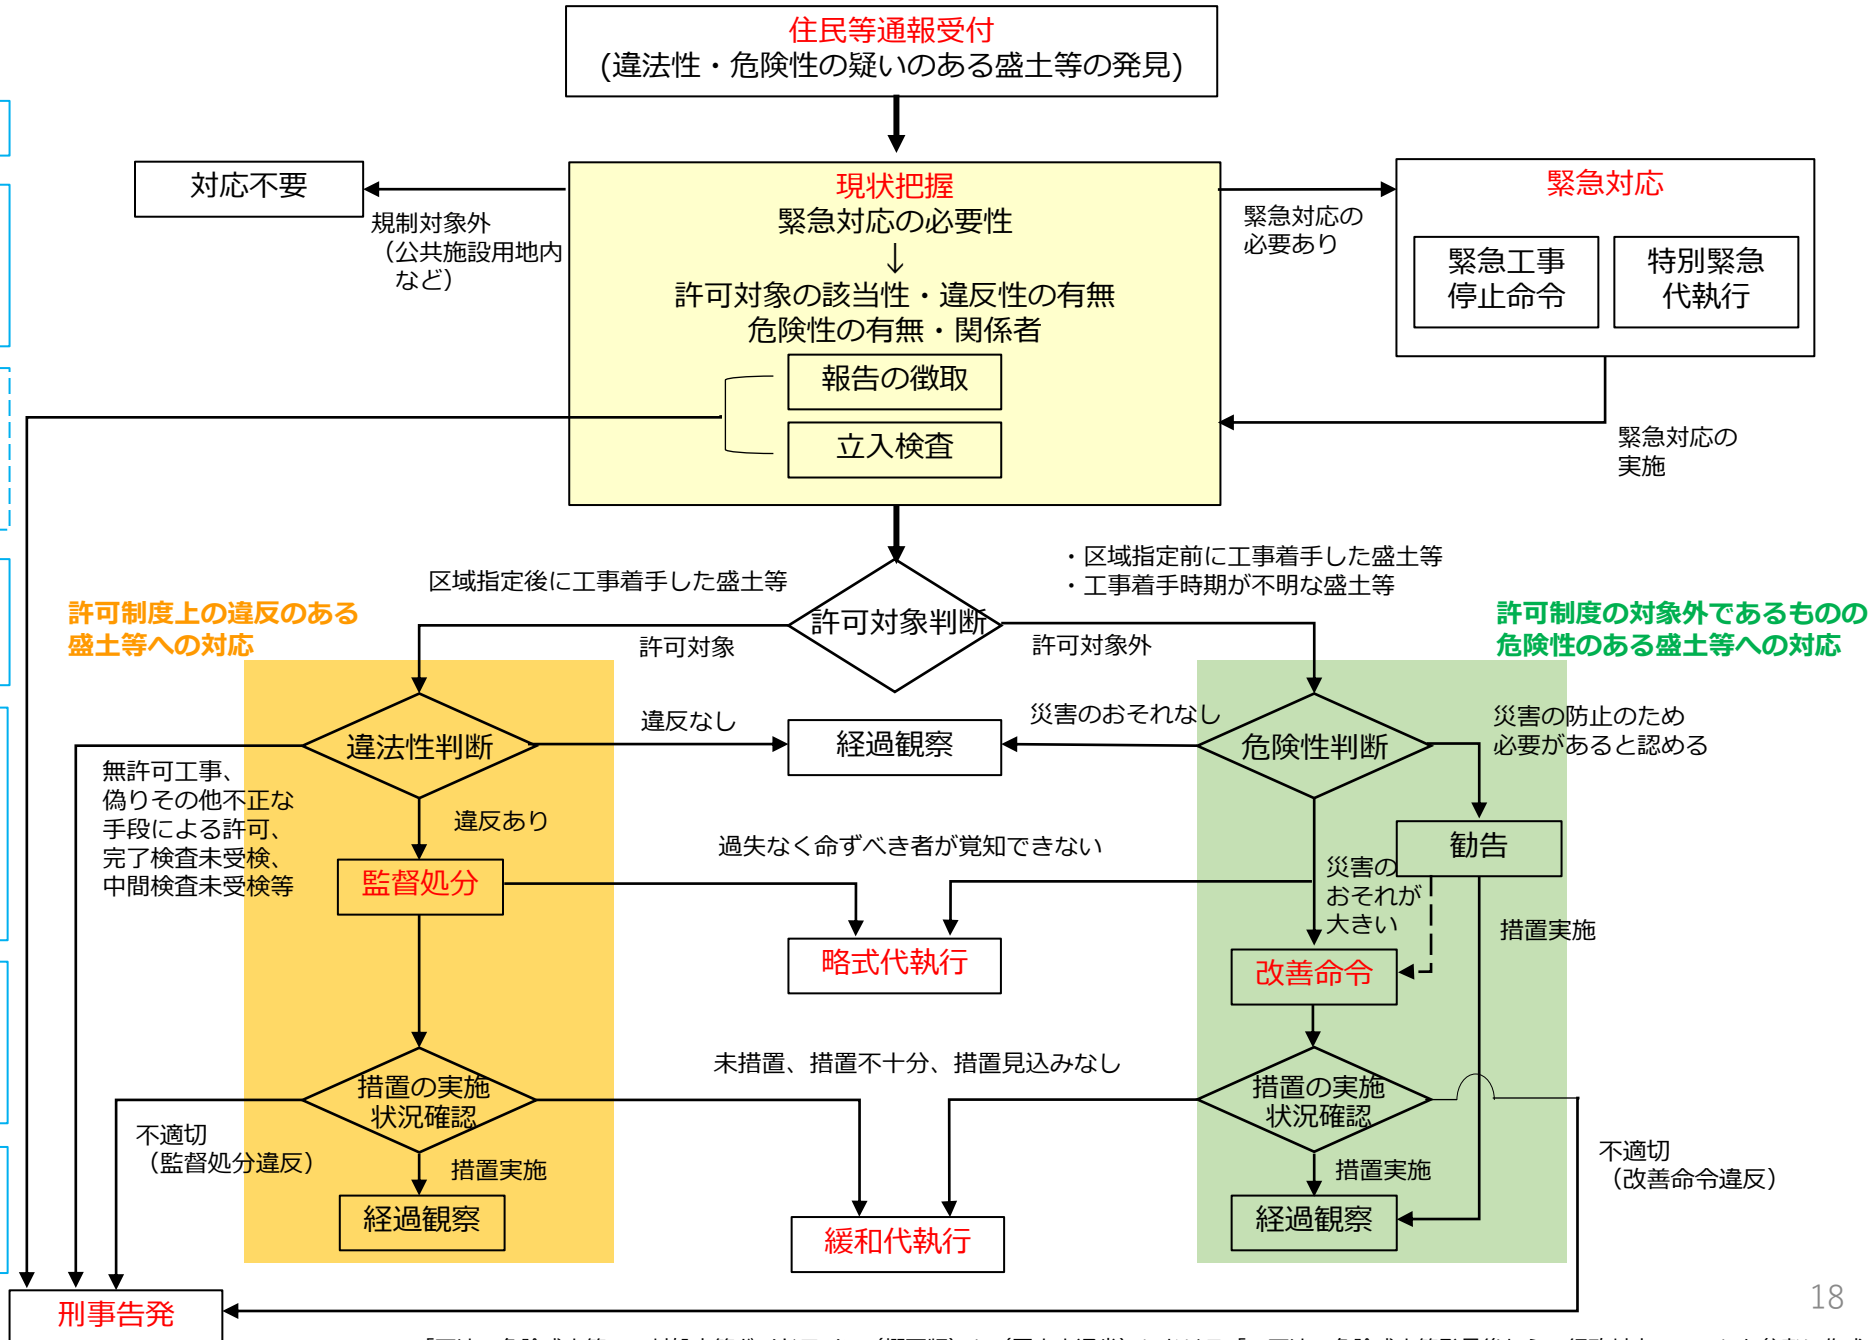 住民等通報受付
(違法性・危険性の疑いのある盛土等の発見)
対応不要
規制対象外
（公共施設用地内
など）
現状把握
緊急対応の必要性
↓
許可対象の該当性・違反性の有無
危険性の有無・関係者
報告の徴取
立入検査
緊急対応の
必要あり
緊急対応
緊急工事
停止命令
特別緊急
代執行
緊急対応の
実施
区域指定後に工事着手した盛土等
・区域指定前に工事着手した盛土等
・工事着手時期が不明な盛土等
許可対象判断
許可対象
許可対象外
許可制度上の違反のある
盛土等への対応
許可制度の対象外であるものの
危険性のある盛土等への対応
違法性判断
違反なし
経過観察
災害のおそれなし
危険性判断
災害の防止のため
必要があると認める
無許可工事、
偽りその他不正な
手段による許可、
完了検査未受検、
中間検査未受検等
違反あり
監督処分
過失なく命ずべき者が覚知できない
略式代執行
災害の
おそれが
大きい
勧告
措置実施
改善命令
措置の実施
状況確認
未措置、措置不十分、措置見込みなし
措置の実施
状況確認
不適切
（監督処分違反）
措置実施
経過観察
緩和代執行
措置実施
経過観察
不適切
（改善命令違反）
刑事告発
18